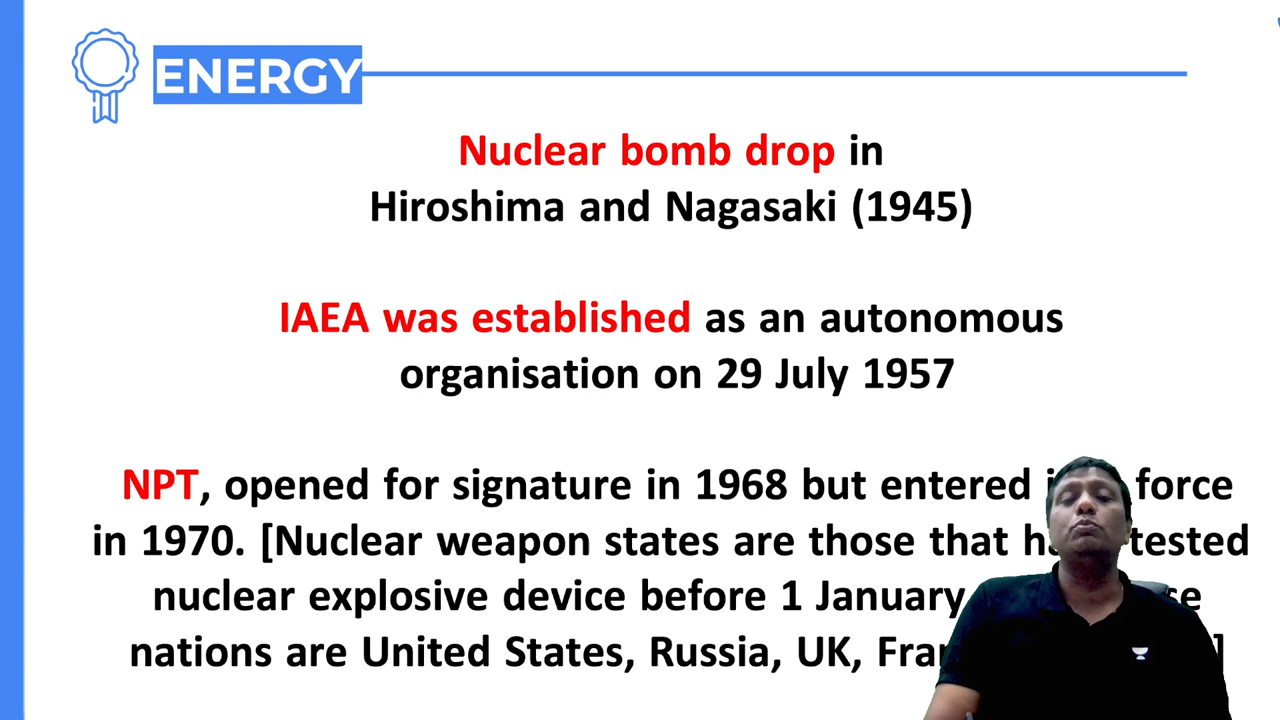 ENERGY
Nuclear bomb drop in
Hiroshima and Nagasaki (1945)
IAEA was established as an autonomous
organisation on 29 July 1957
NPT, opened for signature in 1968 but entered force
in 1970. [Nuclear weapon states are those that tested
nuclear explosive device before 1 January
nations are United States, Russia, UK, ]